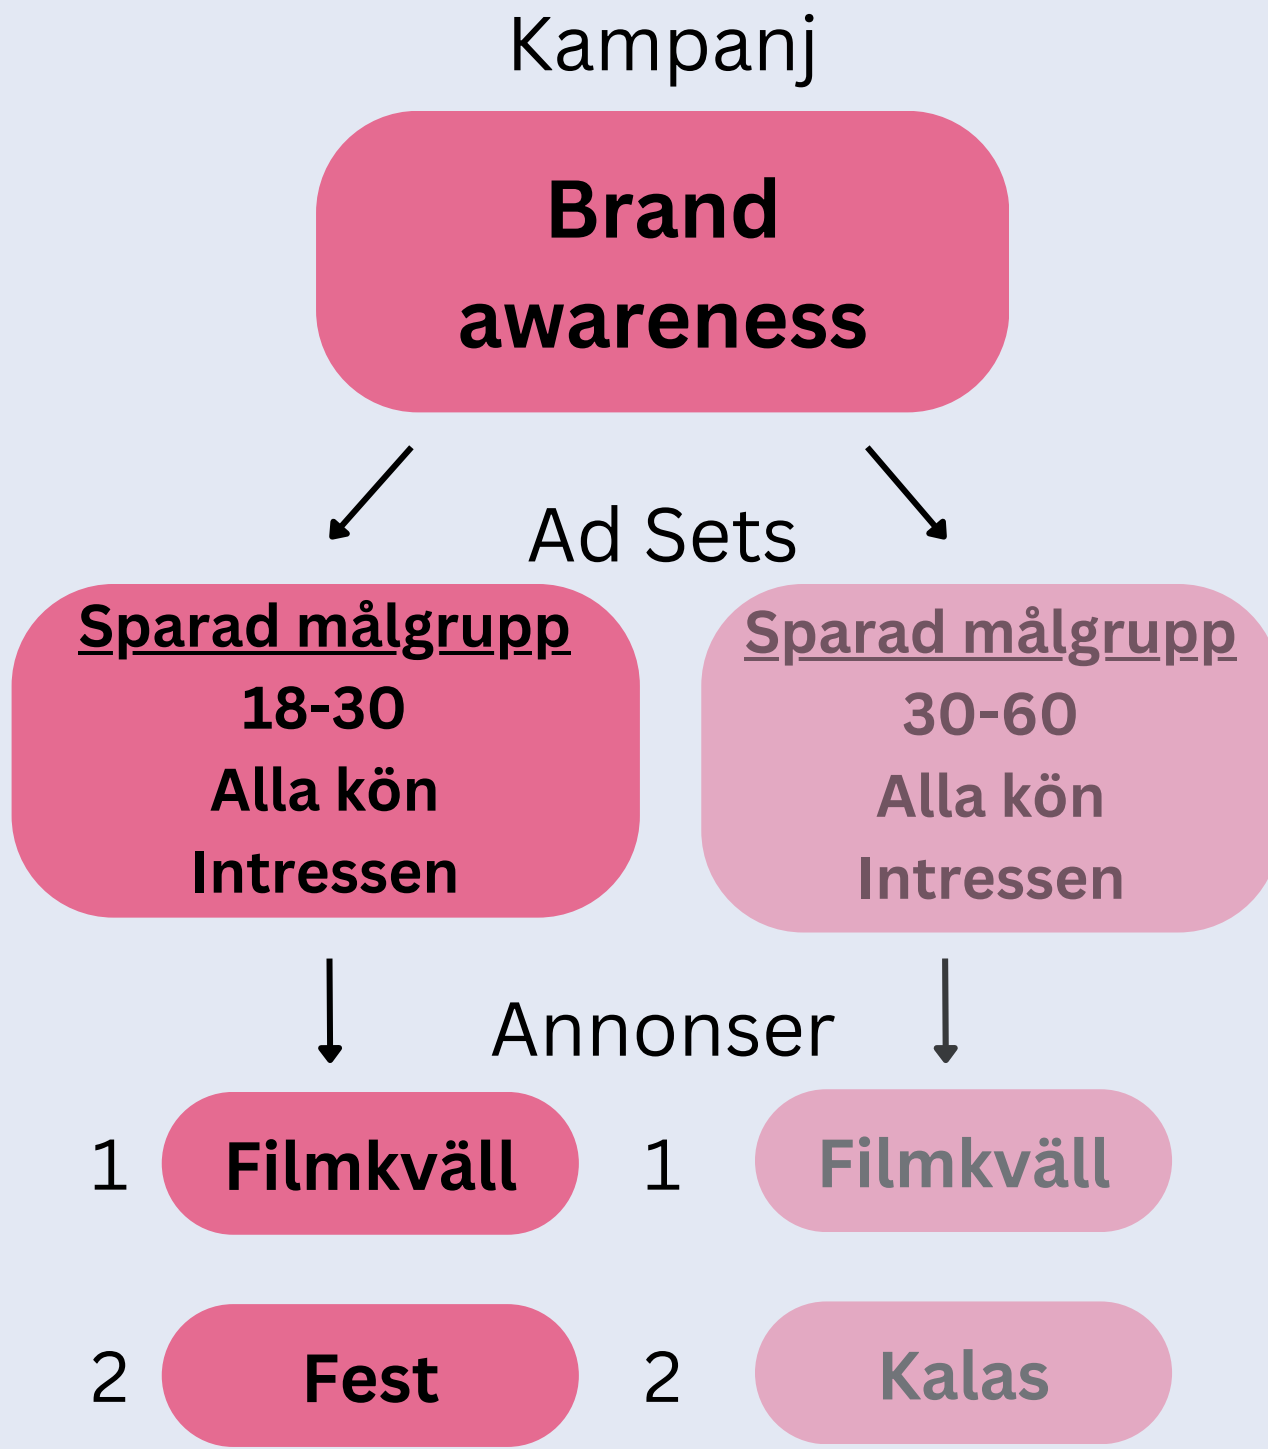 Kampanj
Brand
awareness
Ad Sets
Sparad målgrupp
18-30
Alla kön
Intressen
Sparad målgrupp
30-60
Alla kön
Intressen
Annonser
1 Filmkväll
1 Filmkväll
2 Fest
2 Kalas